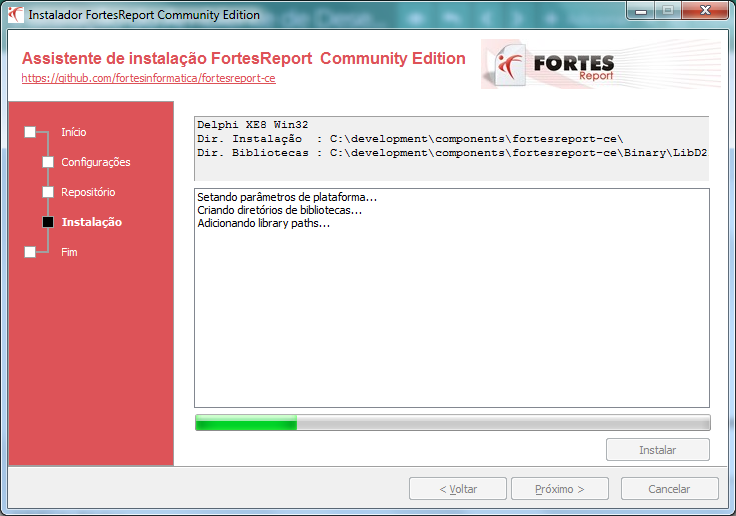 Instalador FortesReport Community Edition
Assistente de instalação FortesReport Community Edition
https://github.com/fortesinformatica/fortesreport-ce
FORTES
Report
Início
Configurações
Repositório
Instalação
Fim
Delphi XE8 Win32
Dir. Instalação : C:\development\components\fortesreport-ce\
Dir. Bibliotecas : C:\development\components\fortesreport-ce\Binary\LibD2
Setando parâmetros de plataforma...
Criando diretórios de bibliotecas...
Adicionando library paths...
Instalar
< Voltar
Próximo >
Cancelar